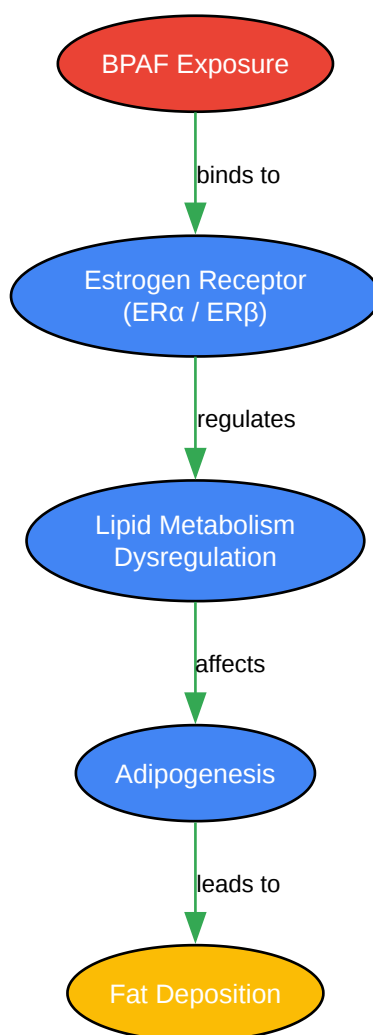 BPAF Exposure
binds to
Estrogen Receptor
(ERα / ERβ)
regulates
Lipid Metabolism
Dysregulation
affects
Adipogenesis
leads to
Fat Deposition